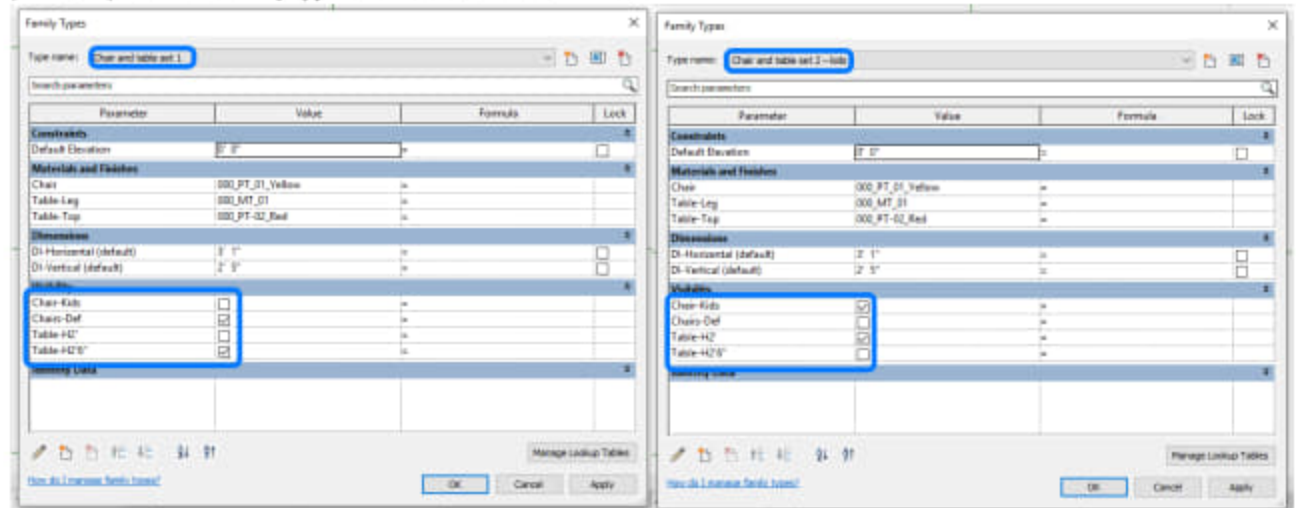 Family Types
Type name: Chair and table set 1
Search parameters
Parameter Value Formula Lock
Constraints
Default Elevation 0' 0" =
Materials and Finishes
Chair 000_PT_01_Yellow =
Table-Leg 000_MT_01 =
Table-Top 000_PT-02_Red =
Dimensions
DI-Horizontal (default) 3' 1" =
DI-Vertical (default) 2' 5" =
Visibility
Chair-Kids =
Chairs-Def =
Table-H2' =
Table-H2'6" =
Identity Data
Manage Lookup Tables
How do I manage family types?
OK Cancel Apply
Family Types
Type name: Chair and table set 2 - kids
Search parameters
Parameter Value Formula Lock
Constraints
Default Elevation 0' 0" =
Materials and Finishes
Chair 000_PT_01_Yellow =
Table-Leg 000_MT_01 =
Table-Top 000_PT-02_Red =
Dimensions
DI-Horizontal (default) 2' 1" =
DI-Vertical (default) 2' 5" =
Visibility
Chair-Kids =
Chairs-Def =
Table-H2' =
Table-H2'6" =
Identity Data
Manage Lookup Tables
How do I manage family types?
OK Cancel Apply